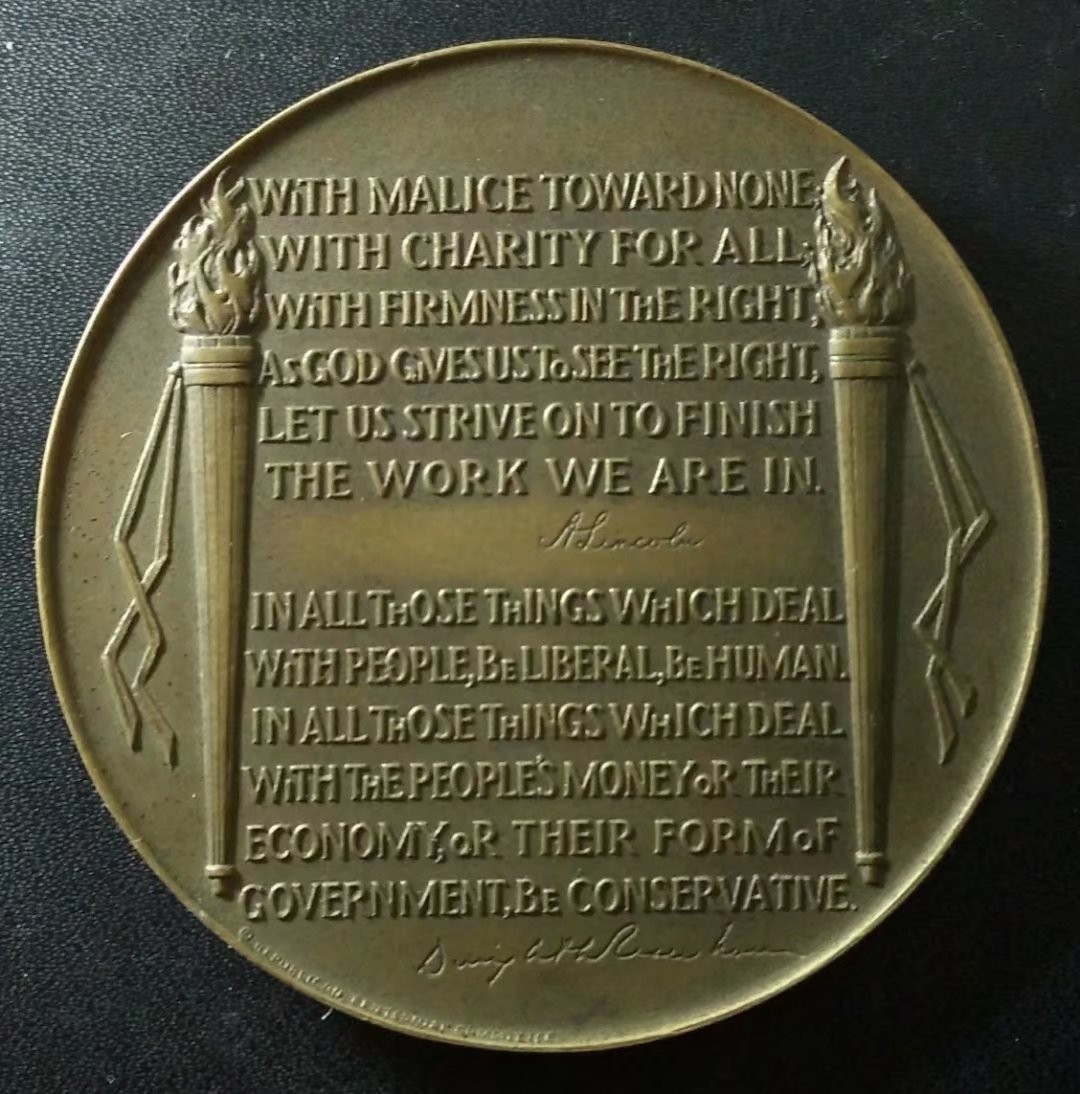 WITH MALICE TOWARD NONE;
WITH CHARITY FOR ALL;
WITH FIRMNESS IN THE RIGHT,
AS GOD GIVES US TO SEE THE RIGHT,
LET US STRIVE ON TO FINISH
THE WORK WE ARE IN.
A Lincoln
IN ALL THOSE THINGS WHICH DEAL
WITH PEOPLE, BE LIBERAL, BE HUMAN.
IN ALL THOSE THINGS WHICH DEAL
WITH THE PEOPLE'S MONEY OR THEIR
ECONOMY, OR THEIR FORM OF
GOVERNMENT, BE CONSERVATIVE.
Dwight D Eisenhower
© REPUBLICAN CENTENNIAL COMMITTEE